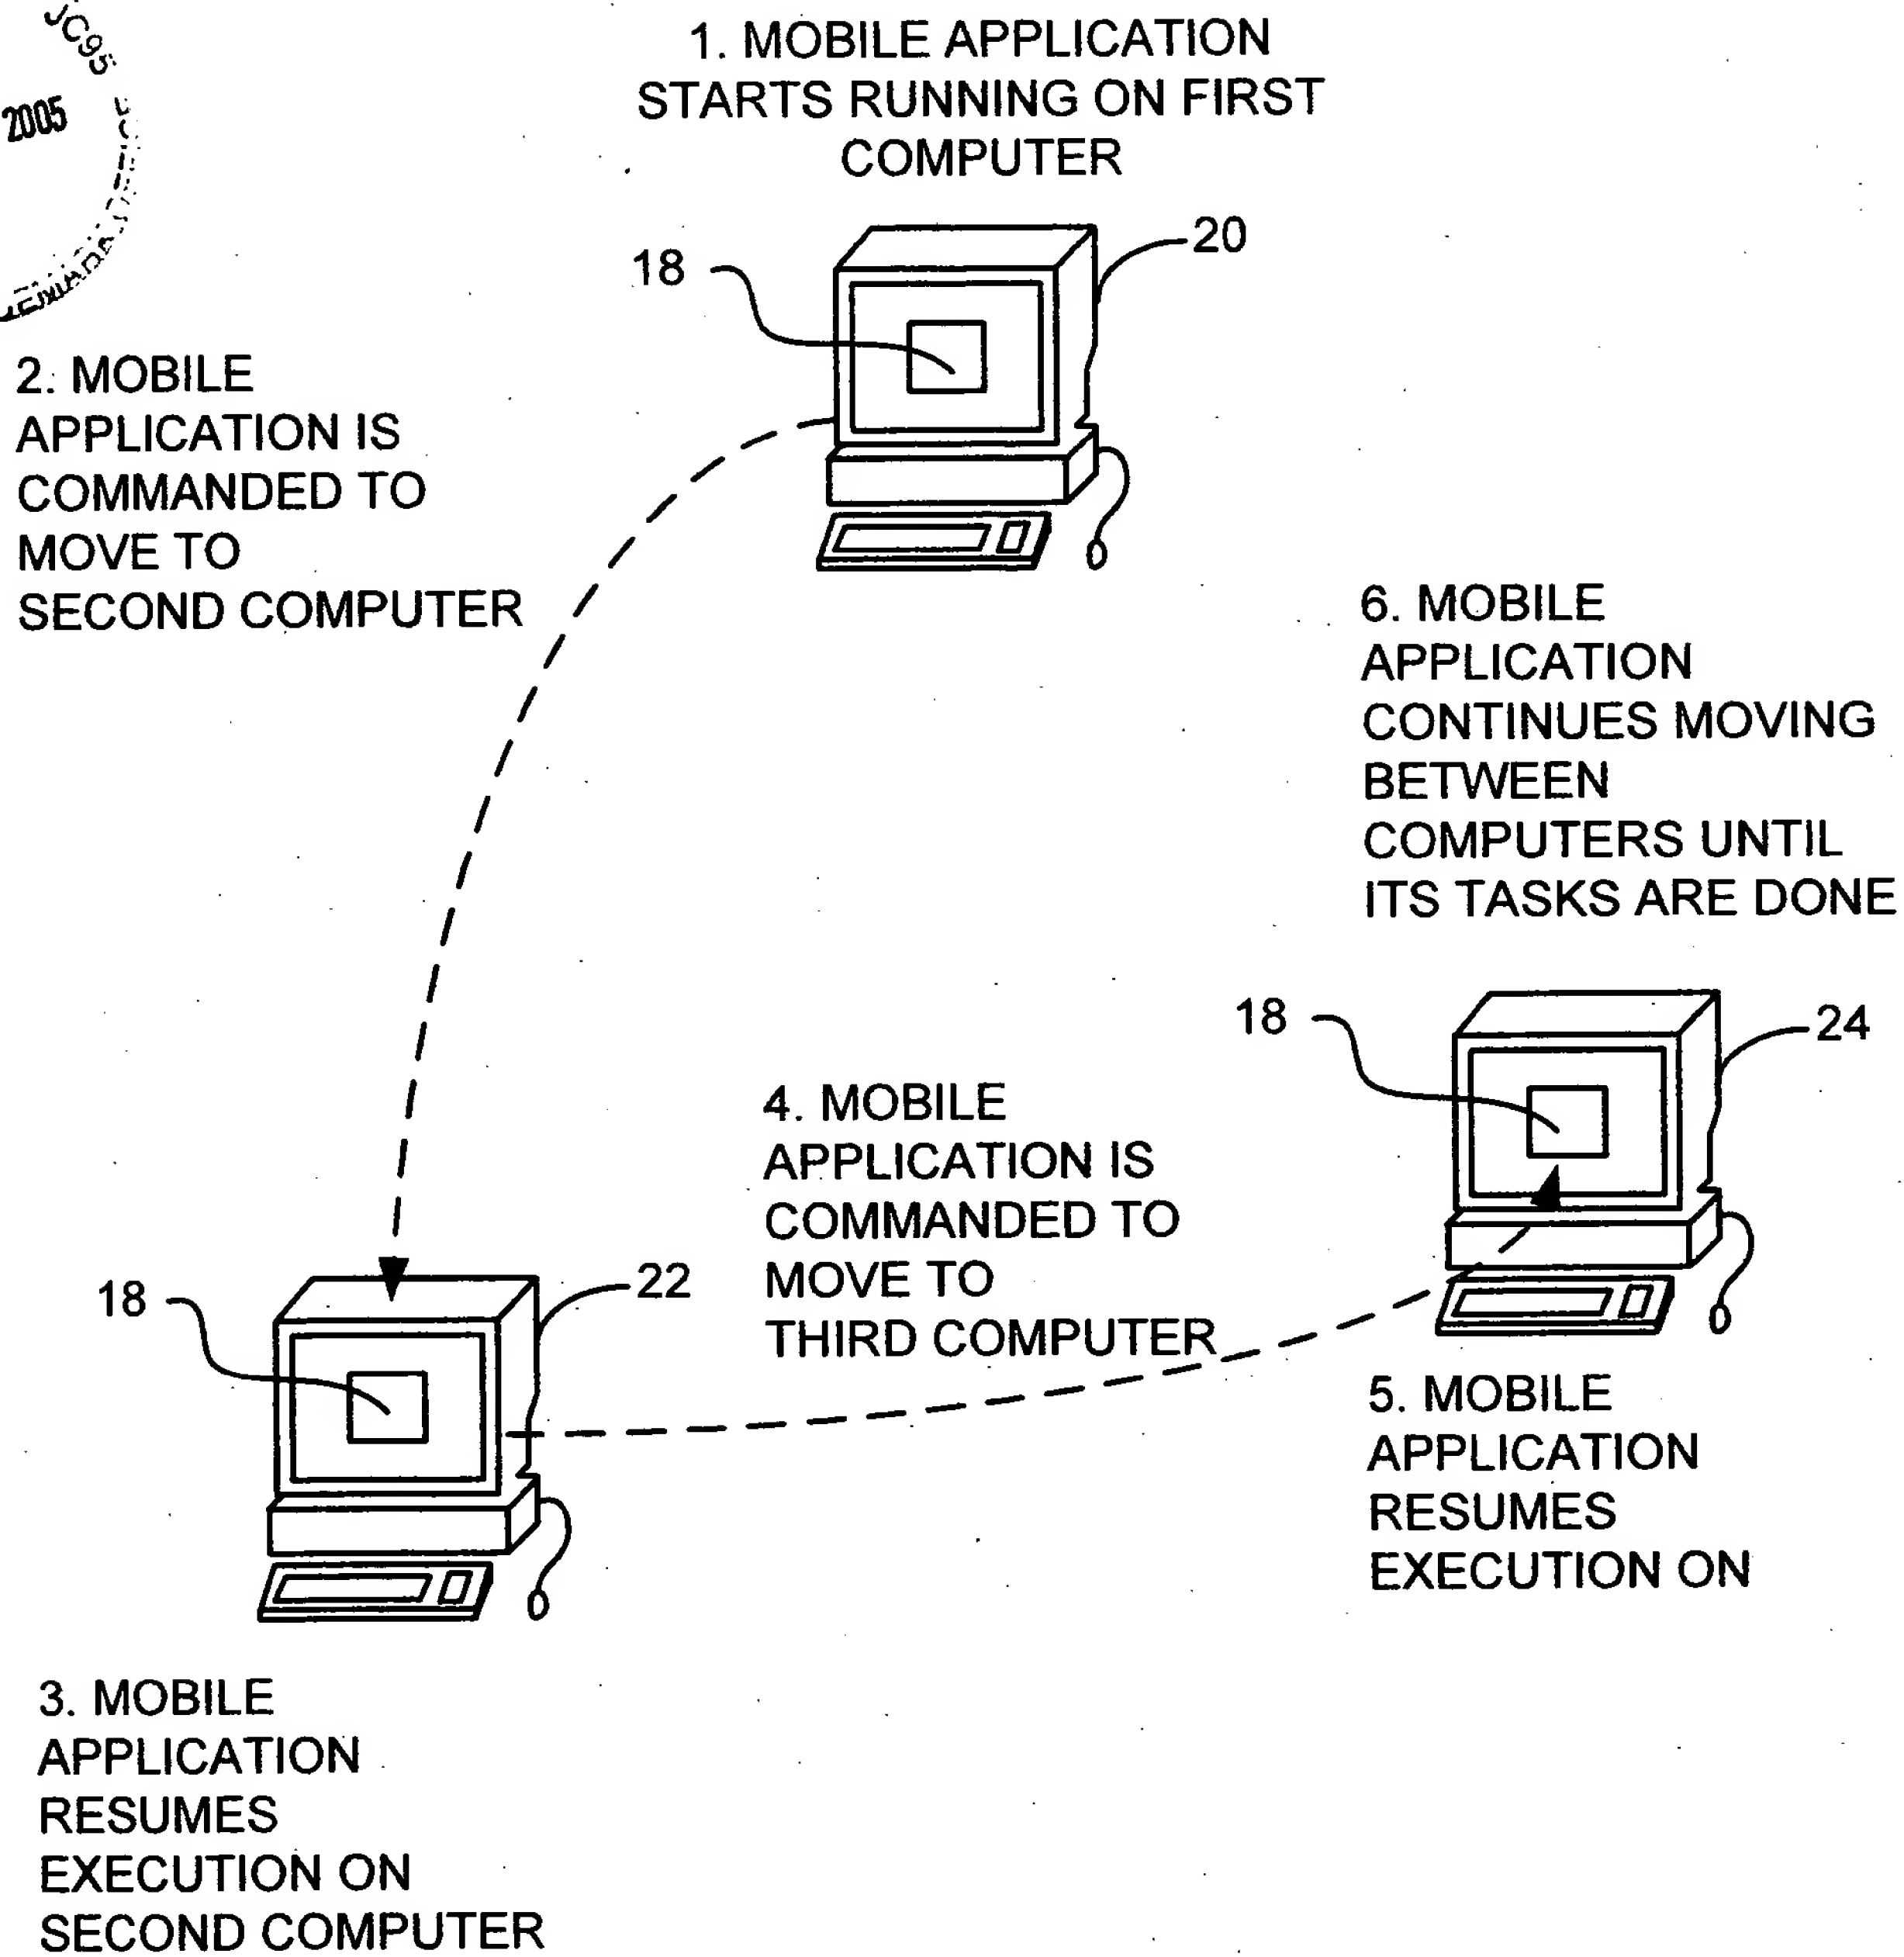 JC95
2005
1. MOBILE APPLICATION
STARTS RUNNING ON FIRST
COMPUTER
18
20
2. MOBILE
APPLICATION IS
COMMANDED TO
MOVE TO
SECOND COMPUTER
6. MOBILE
APPLICATION
CONTINUES MOVING
BETWEEN
COMPUTERS UNTIL
ITS TASKS ARE DONE
18
24
4. MOBILE
APPLICATION IS
COMMANDED TO
MOVE TO
THIRD COMPUTER
18
22
5. MOBILE
APPLICATION
RESUMES
EXECUTION ON
3. MOBILE
APPLICATION
RESUMES
EXECUTION ON
SECOND COMPUTER